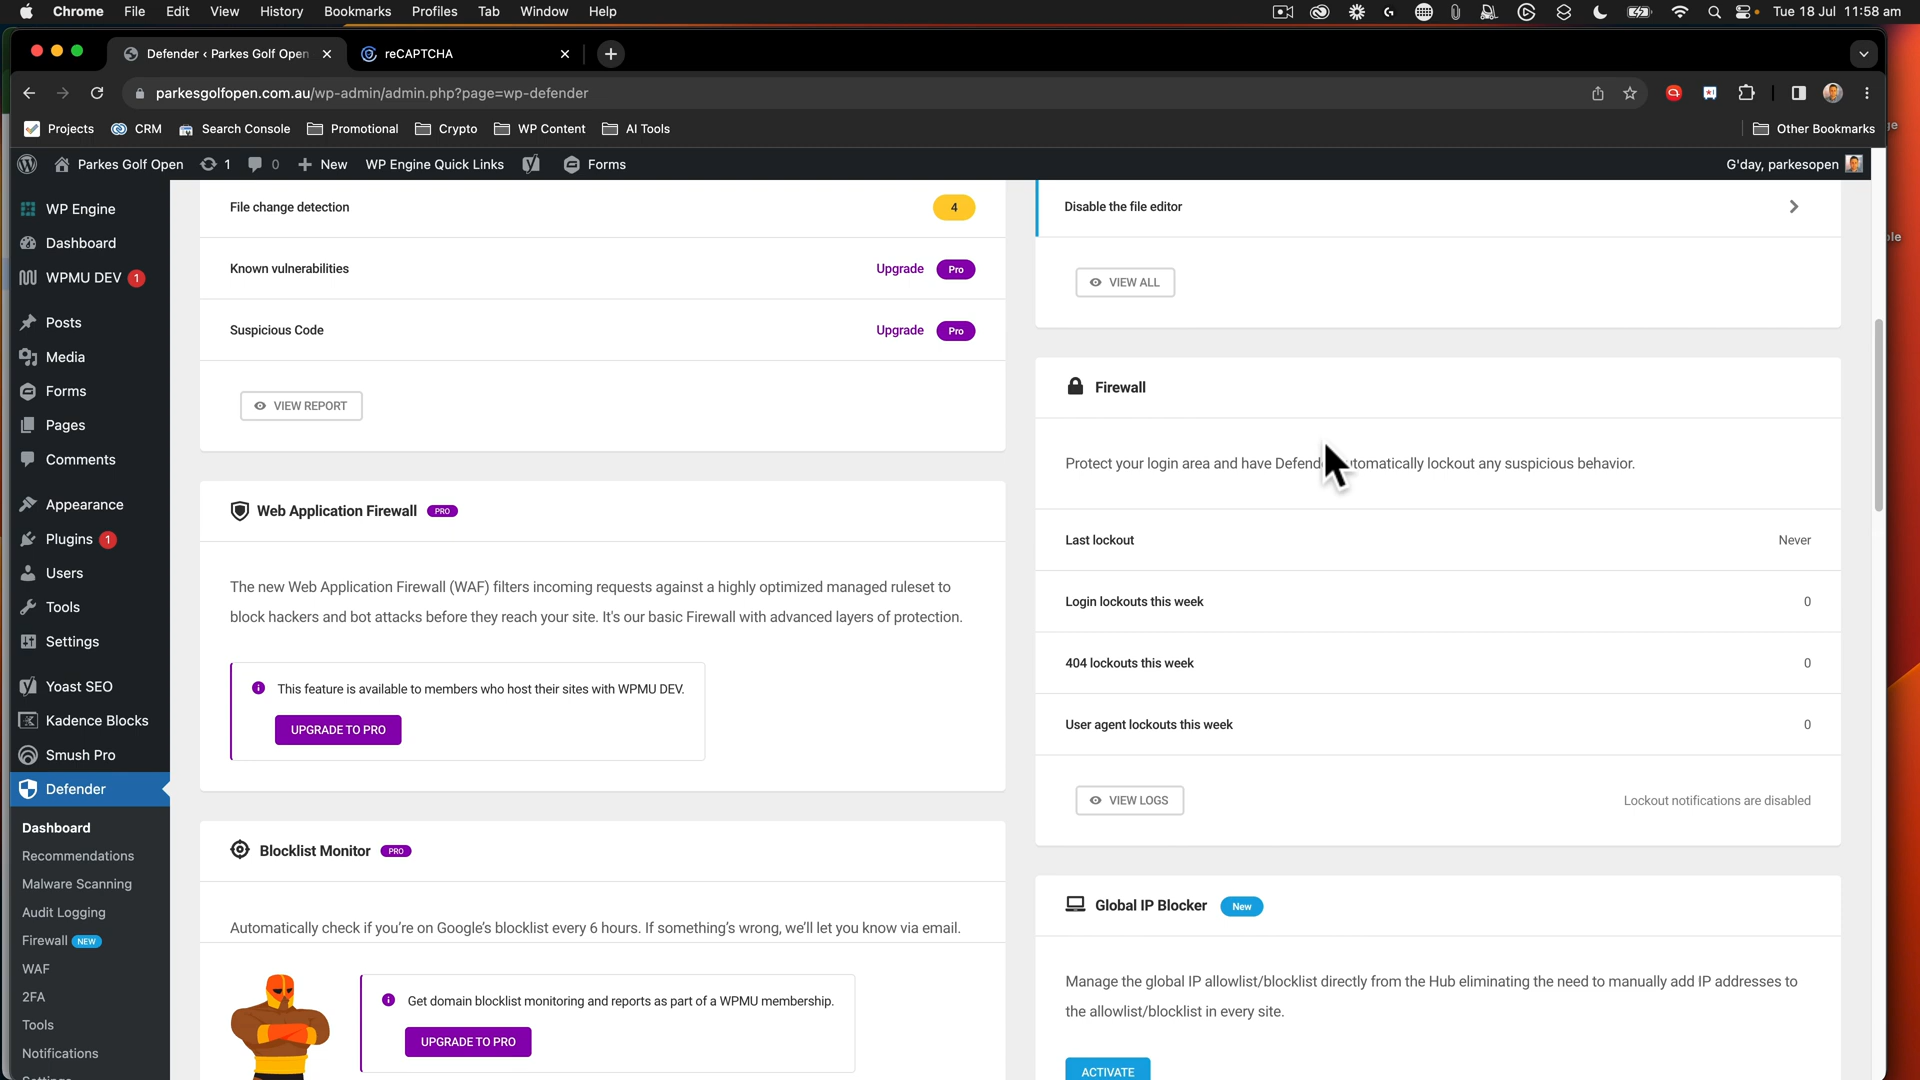 Chrome File Edit View History Bookmarks Profiles Tab Window Help Tue 18 Jul 11:58 am
Defender ‹ Parkes Golf Open reCAPTCHA
parkesgolfopen.com.au/wp-admin/admin.php?page=wp-defender
Projects CRM Search Console Promotional Crypto WP Content AI Tools Other Bookmarks
Parkes Golf Open 1 0 New WP Engine Quick Links Forms G'day, parkesopen
WP Engine
Dashboard
WPMU DEV 1
Posts
Media
Forms
Pages
Comments
Appearance
Plugins 1
Users
Tools
Settings
Yoast SEO
Kadence Blocks
Smush Pro
Defender
Dashboard
Recommendations
Malware Scanning
Audit Logging
Firewall NEW
WAF
2FA
Tools
Notifications
Settings
File change detection 4
Known vulnerabilities Upgrade Pro
Suspicious Code Upgrade Pro
VIEW REPORT
Web Application Firewall PRO
The new Web Application Firewall (WAF) filters incoming requests against a highly optimized managed ruleset to
block hackers and bot attacks before they reach your site. It's our basic Firewall with advanced layers of protection.
This feature is available to members who host their sites with WPMU DEV.
UPGRADE TO PRO
Blocklist Monitor PRO
Automatically check if you're on Google's blocklist every 6 hours. If something's wrong, we'll let you know via email.
Get domain blocklist monitoring and reports as part of a WPMU membership.
UPGRADE TO PRO
Disable the file editor
VIEW ALL
Firewall
Protect your login area and have Defend tomatically lockout any suspicious behavior.
Last lockout Never
Login lockouts this week 0
404 lockouts this week 0
User agent lockouts this week 0
VIEW LOGS Lockout notifications are disabled
Global IP Blocker New
Manage the global IP allowlist/blocklist directly from the Hub eliminating the need to manually add IP addresses to
the allowlist/blocklist in every site.
ACTIVATE